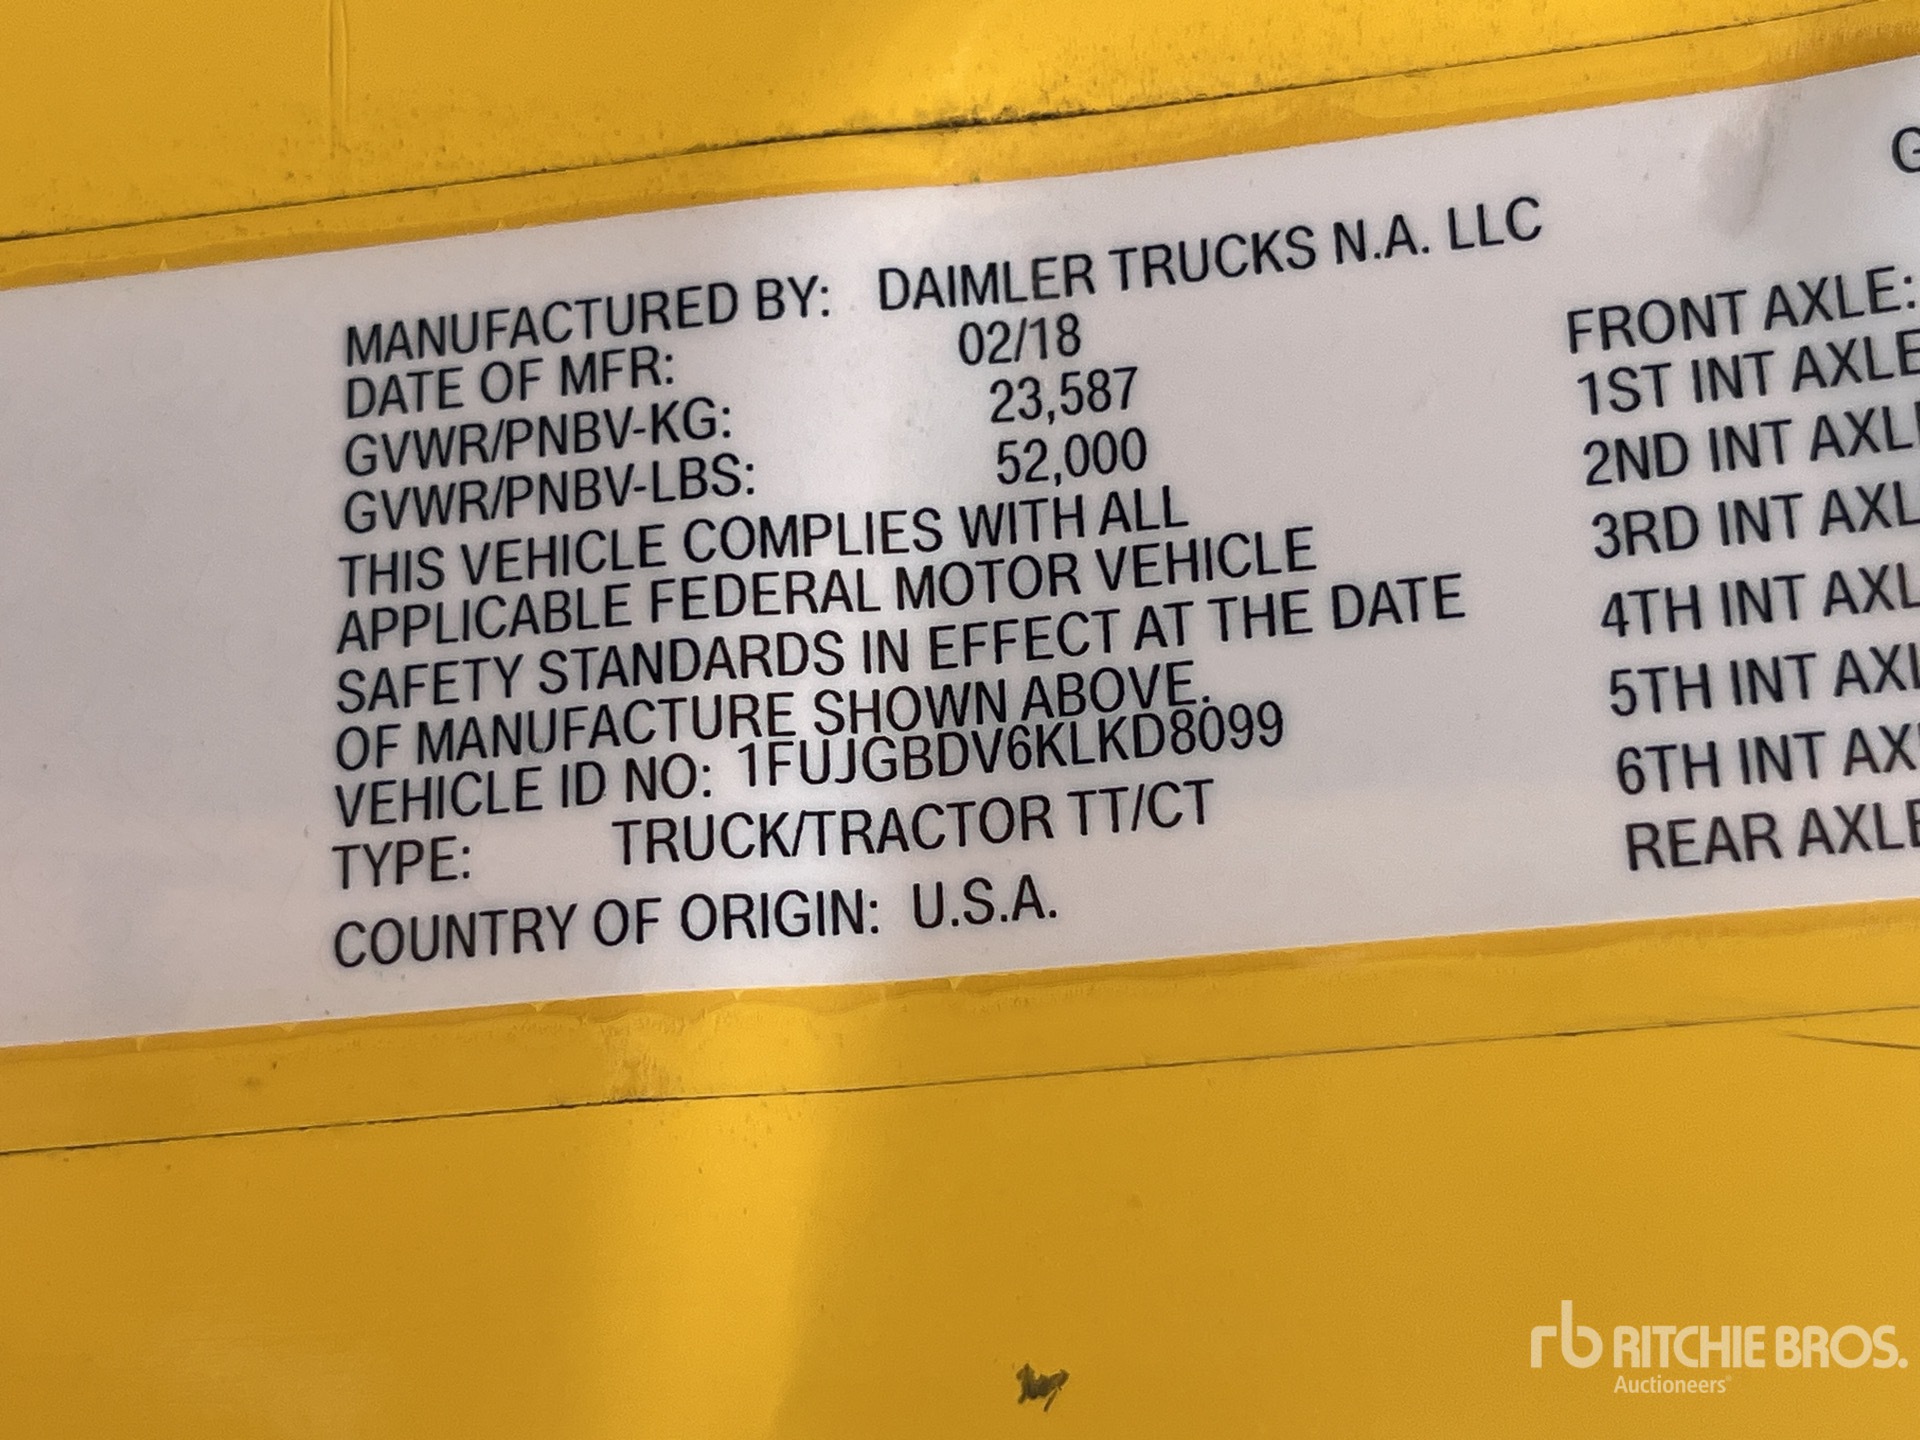 MANUFACTURED BY: DAIMLER TRUCKS N.A. LLC
DATE OF MFR: 02/18
GVWR/PNBV-KG: 23,587
GVWR/PNBV-LBS: 52,000
THIS VEHICLE COMPLIES WITH ALL
APPLICABLE FEDERAL MOTOR VEHICLE
SAFETY STANDARDS IN EFFECT AT THE DATE
OF MANUFACTURE SHOWN ABOVE.
VEHICLE ID NO: 1FUJGBDV6KLKD8099
TYPE: TRUCK/TRACTOR TT/CT
COUNTRY OF ORIGIN: U.S.A.
G
FRONT AXLE:
1ST INT AXLE
2ND INT AXL
3RD INT AXL
4TH INT AXL
5TH INT AXL
6TH INT AX
REAR AXLE
rb RITCHIE BROS.
Auctioneers